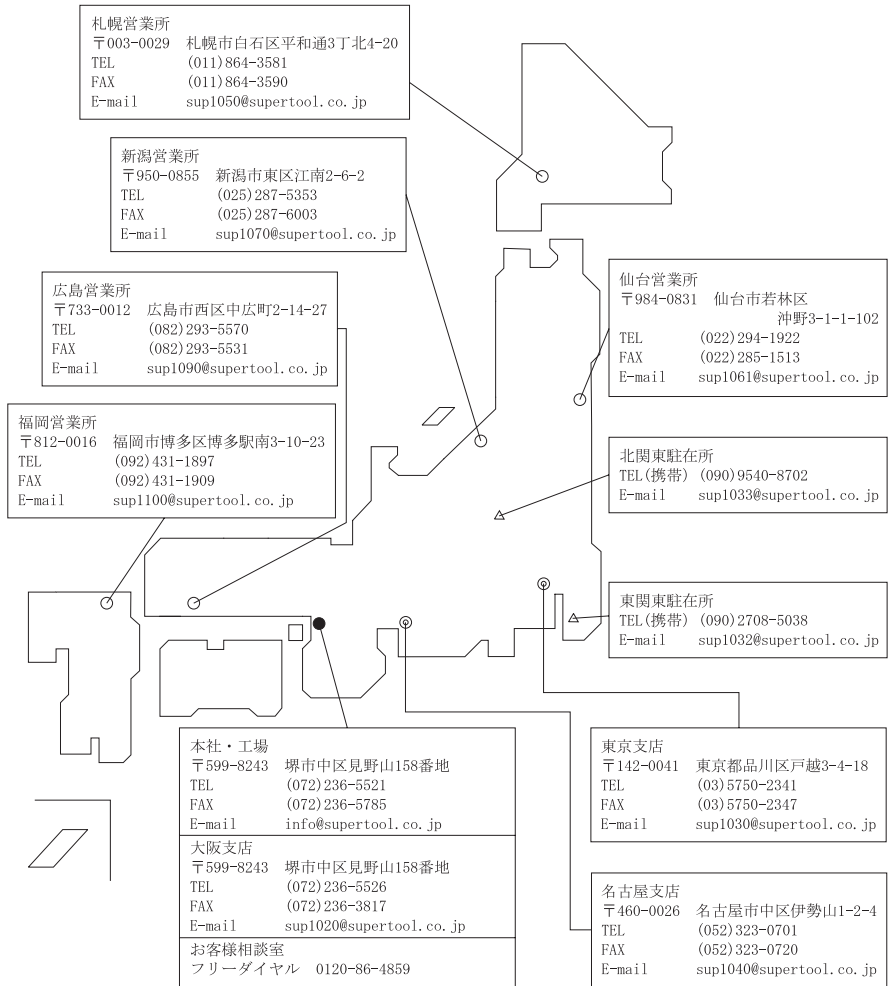 札幌営業所
〒003-0029 札幌市白石区平和通3丁北4-20
TEL (011)864-3581
FAX (011)864-3590
E-mail sup1050@supertool.co.jp
新潟営業所
〒950-0855 新潟市東区江南2-6-2
TEL (025)287-5353
FAX (025)287-6003
E-mail sup1070@supertool.co.jp
広島営業所
〒733-0012 広島市西区中広町2-14-27
TEL (082)293-5570
FAX (082)293-5531
E-mail sup1090@supertool.co.jp
福岡営業所
〒812-0016 福岡市博多区博多駅南3-10-23
TEL (092)431-1897
FAX (092)431-1909
E-mail sup1100@supertool.co.jp
仙台営業所
〒984-0831 仙台市若林区
沖野3-1-1-102
TEL (022)294-1922
FAX (022)285-1513
E-mail sup1061@supertool.co.jp
北関東駐在所
TEL(携帯) (090)9540-8702
E-mail sup1033@supertool.co.jp
東関東駐在所
TEL(携帯) (090)2708-5038
E-mail sup1032@supertool.co.jp
本社・工場
〒599-8243 堺市中区見野山158番地
TEL (072)236-5521
FAX (072)236-5785
E-mail info@supertool.co.jp
大阪支店
〒599-8243 堺市中区見野山158番地
TEL (072)236-5526
FAX (072)236-3817
E-mail sup1020@supertool.co.jp
お客様相談室
フリーダイヤル 0120-86-4859
東京支店
〒142-0041 東京都品川区戸越3-4-18
TEL (03)5750-2341
FAX (03)5750-2347
E-mail sup1030@supertool.co.jp
名古屋支店
〒460-0026 名古屋市中区伊勢山1-2-4
TEL (052)323-0701
FAX (052)323-0720
E-mail sup1040@supertool.co.jp